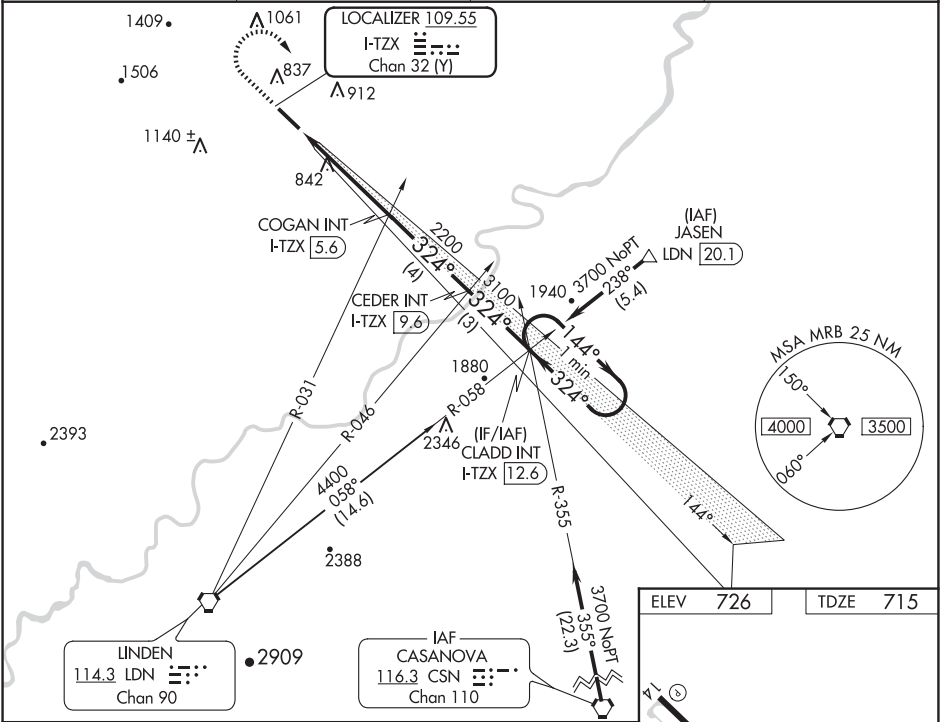 1409
1061
LOCALIZER 109.55
I-TZX
Chan 32 (Y)
1506
837
912
1140 ±
842
COGAN INT
I-TZX 5.6
2200
324°
(4)
(IAF)
JASEN
LDN 20.1
3700 NoPT
238°
(5.4)
1940
3100
CEDER INT
I-TZX 9.6
324°
(3)
144°
1 min
324°
MSA MRB 25 NM
150°
4000
3500
060°
1880
R-031
R-046
R-058
2393
2346
(IF/IAF)
CLADD INT
I-TZX 12.6
4400
058°
(14.6)
R-355
144°
2388
3700 NoPT
355°
(22.3)
ELEV 726
TDZE 715
LINDEN
114.3 LDN
Chan 90
2909
IAF
CASANOVA
116.3 CSN
Chan 110
14
P